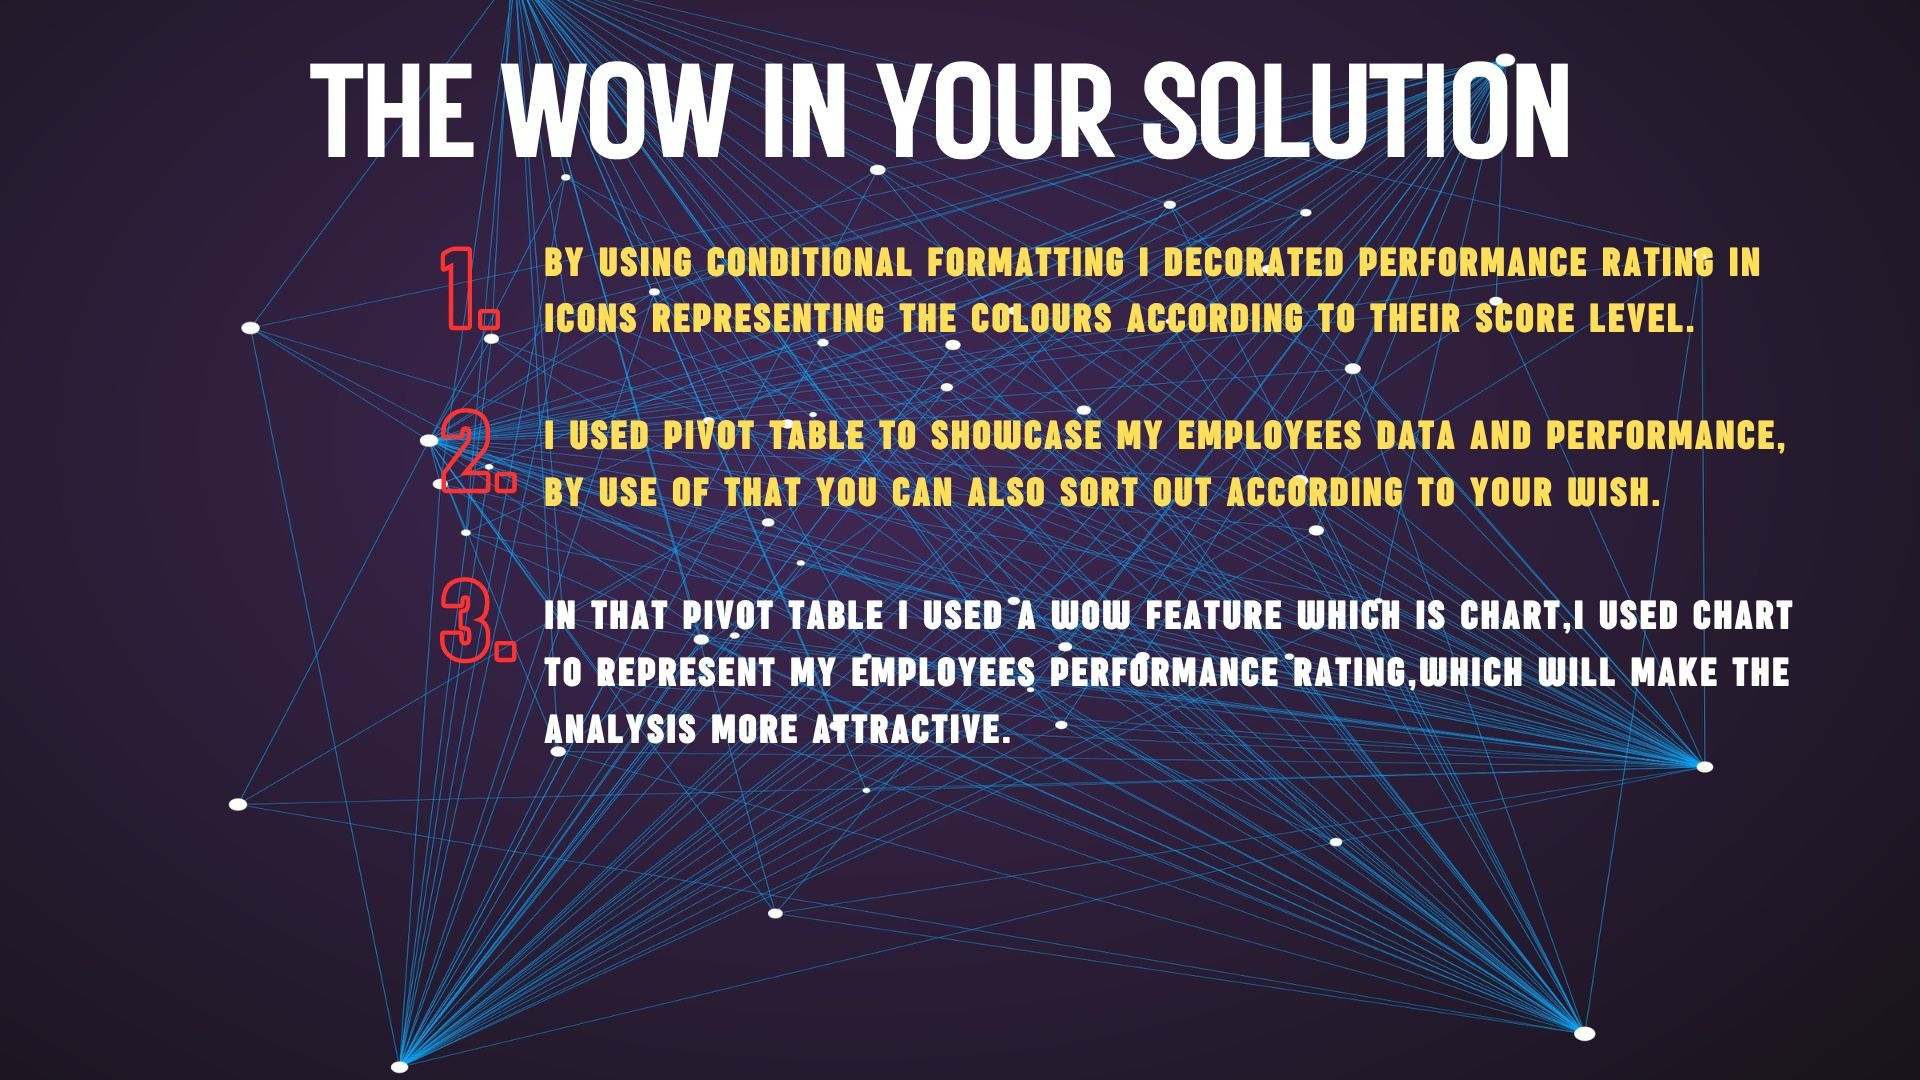 THE WOW IN YOUR SOLUTION
1. BY USING CONDITIONAL FORMATTING I DECORATED PERFORMANCE RATING IN
ICONS REPRESENTING THE COLOURS ACCORDING TO THEIR SCORE LEVEL.
2. I USED PIVOT TABLE TO SHOWCASE MY EMPLOYEES DATA AND PERFORMANCE,
BY USE OF THAT YOU CAN ALSO SORT OUT ACCORDING TO YOUR WISH.
3. IN THAT PIVOT TABLE I USED A WOW FEATURE WHICH IS CHART,I USED CHART
TO REPRESENT MY EMPLOYEES PERFORMANCE RATING,WHICH WILL MAKE THE
ANALYSIS MORE ATTRACTIVE.